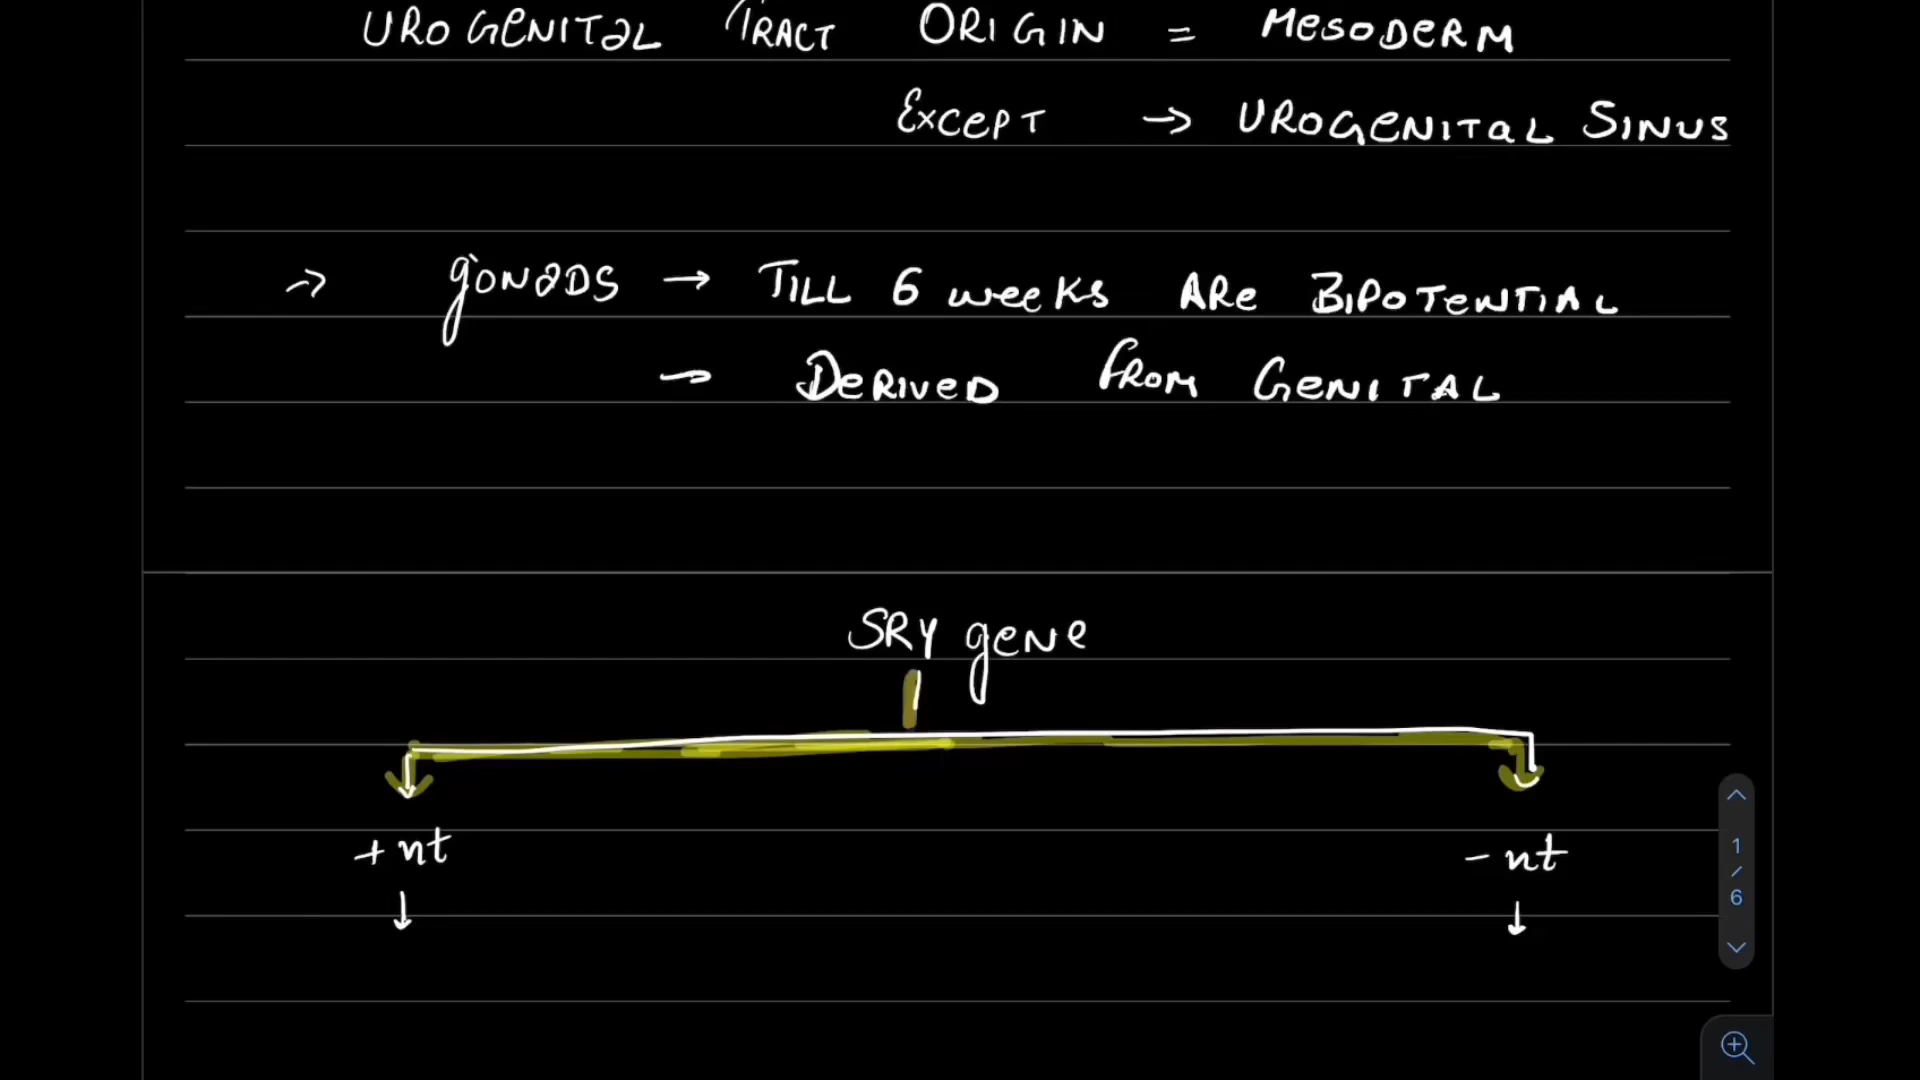 UROGENITAL TRACT ORIGIN = MESODERM
EXCEPT → UROGENITAL SINUS
→ GONADS → TILL 6 WEEKS ARE BIPOTENTIAL
→ DERIVED FROM GENITAL
SRY gene
+nt
-nt
↓ ↓
1
/
6